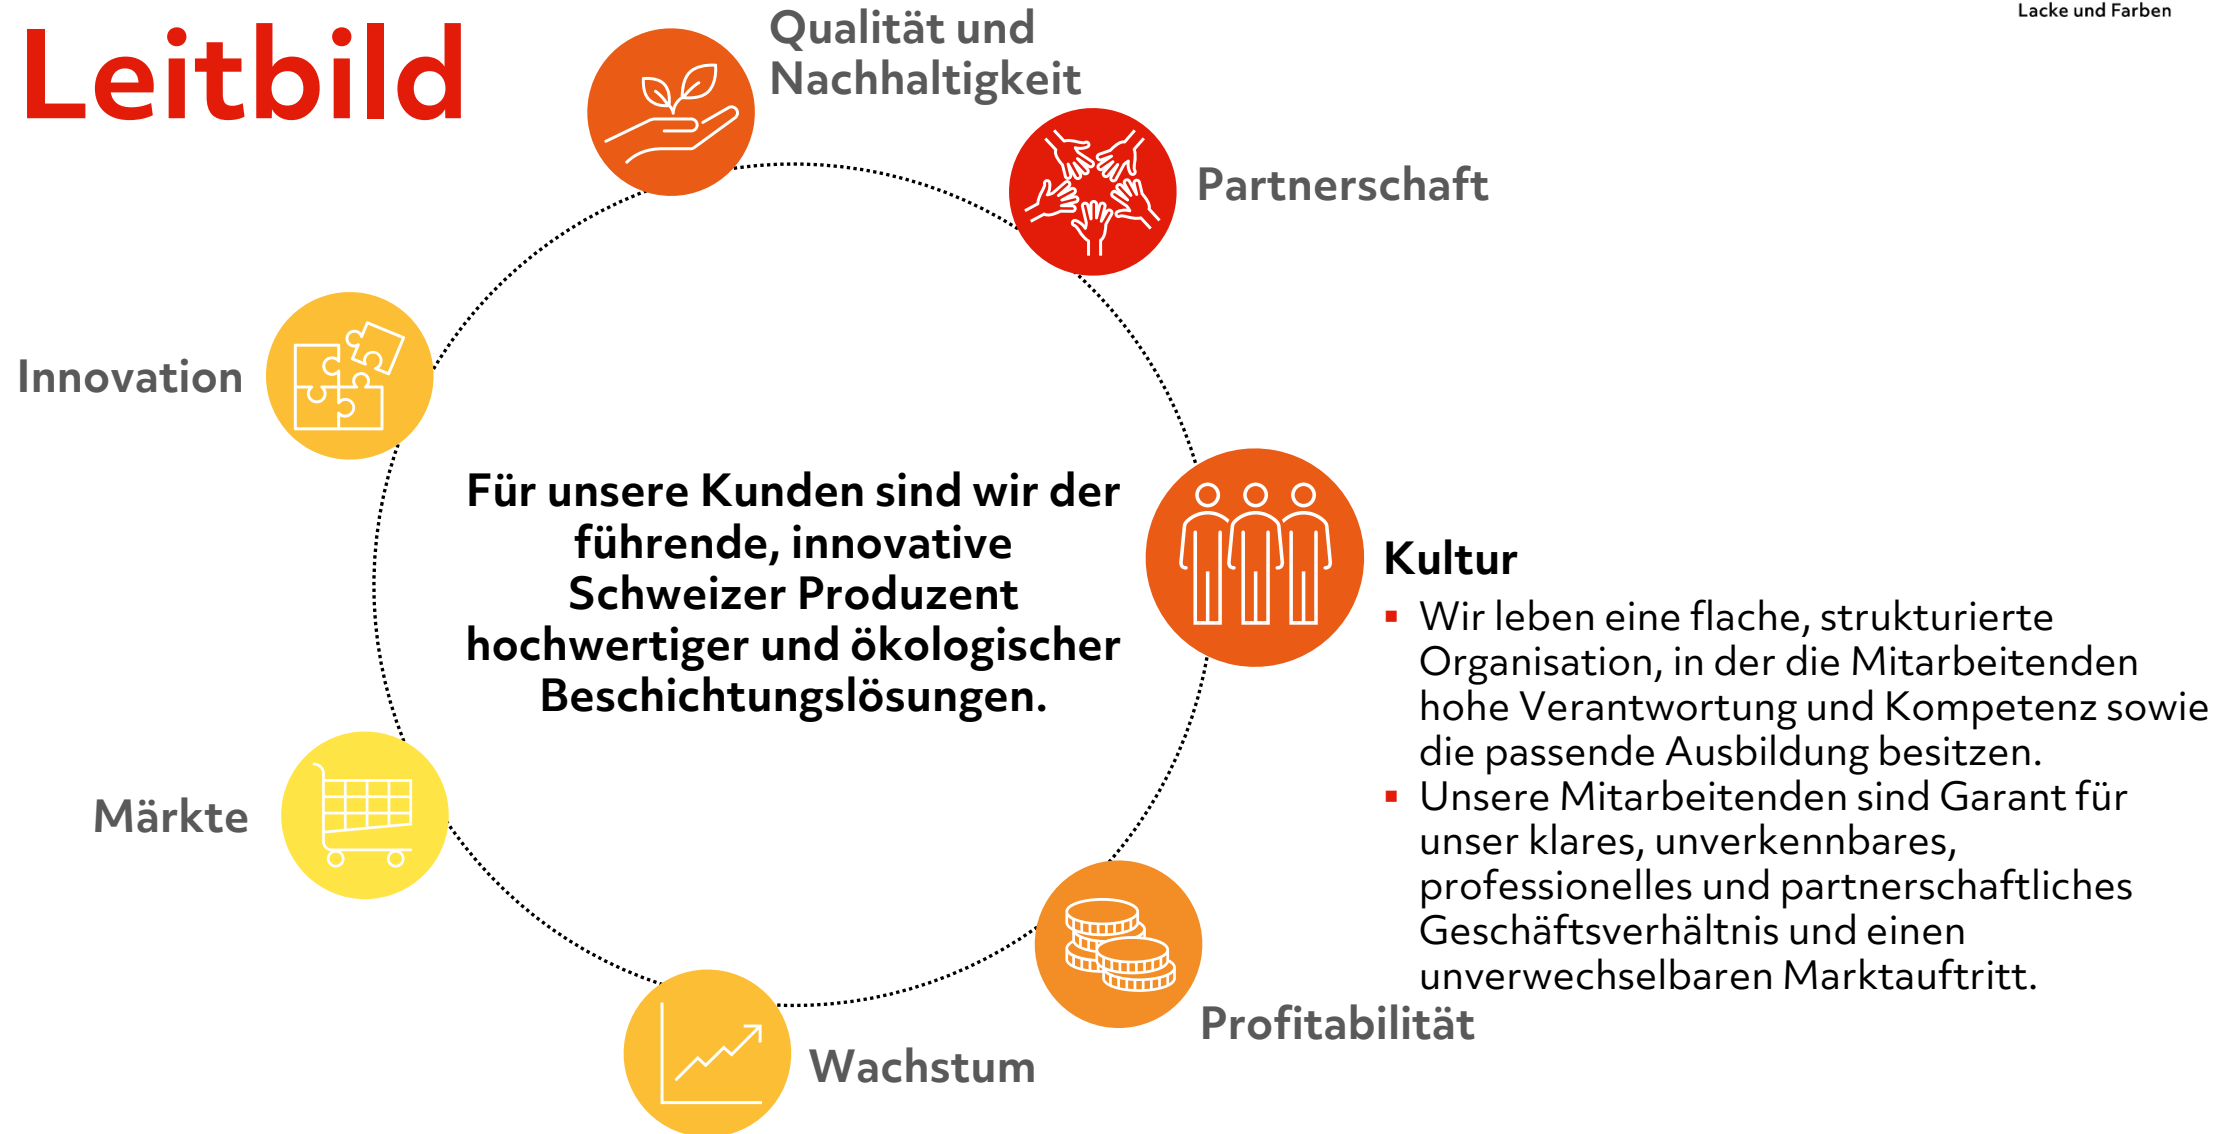 Lacke und Farben
Leitbild
Qualität und
Nachhaltigkeit
Partnerschaft
Innovation
Für unsere Kunden sind wir der
führende, innovative
Schweizer Produzent
hochwertiger und ökologischer
Beschichtungslösungen.
Kultur
▪ Wir leben eine flache, strukturierte
Organisation, in der die Mitarbeitenden
hohe Verantwortung und Kompetenz sowie
die passende Ausbildung besitzen.
▪ Unsere Mitarbeitenden sind Garant für
unser klares, unverkennbares,
professionelles und partnerschaftliches
Geschäftsverhältnis und einen
unverwechselbaren Marktauftritt.
Märkte
Profitabilität
Wachstum